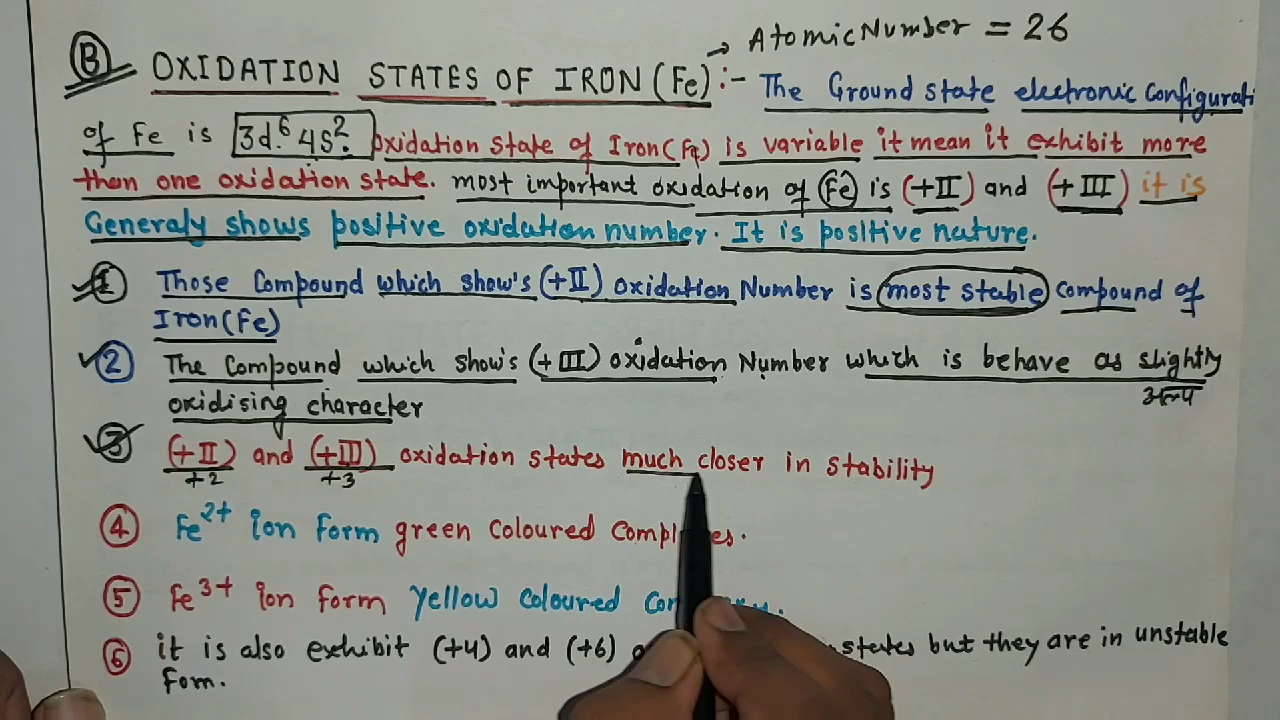 → Atomic Number = 26
Ⓑ OXIDATION STATES OF IRON (Fe) :- The Ground state electronic configurati
of Fe is 3d⁶ 4s². Oxidation state of Iron(Fe) is variable it mean it exhibit more
than one oxidation state. most important oxidation of (Fe) is (+II) and (+III) it is
Generaly shows positive oxidation number. It is positive nature.
① Those Compound which show's (+II) oxidation Number is most stable compound of
Iron(Fe)
② The Compound which show's (+III) oxidation Number which is behave as slightly
अल्प
oxidising character
③ (+II) and (+III) oxidation states much closer in stability
+2 +3
④ Fe²⁺ ion form green coloured
⑤ Fe³⁺ ion form yellow coloured
⑥ it is also exhibit (+4) and (+6) states but they are in unstable
Fom.